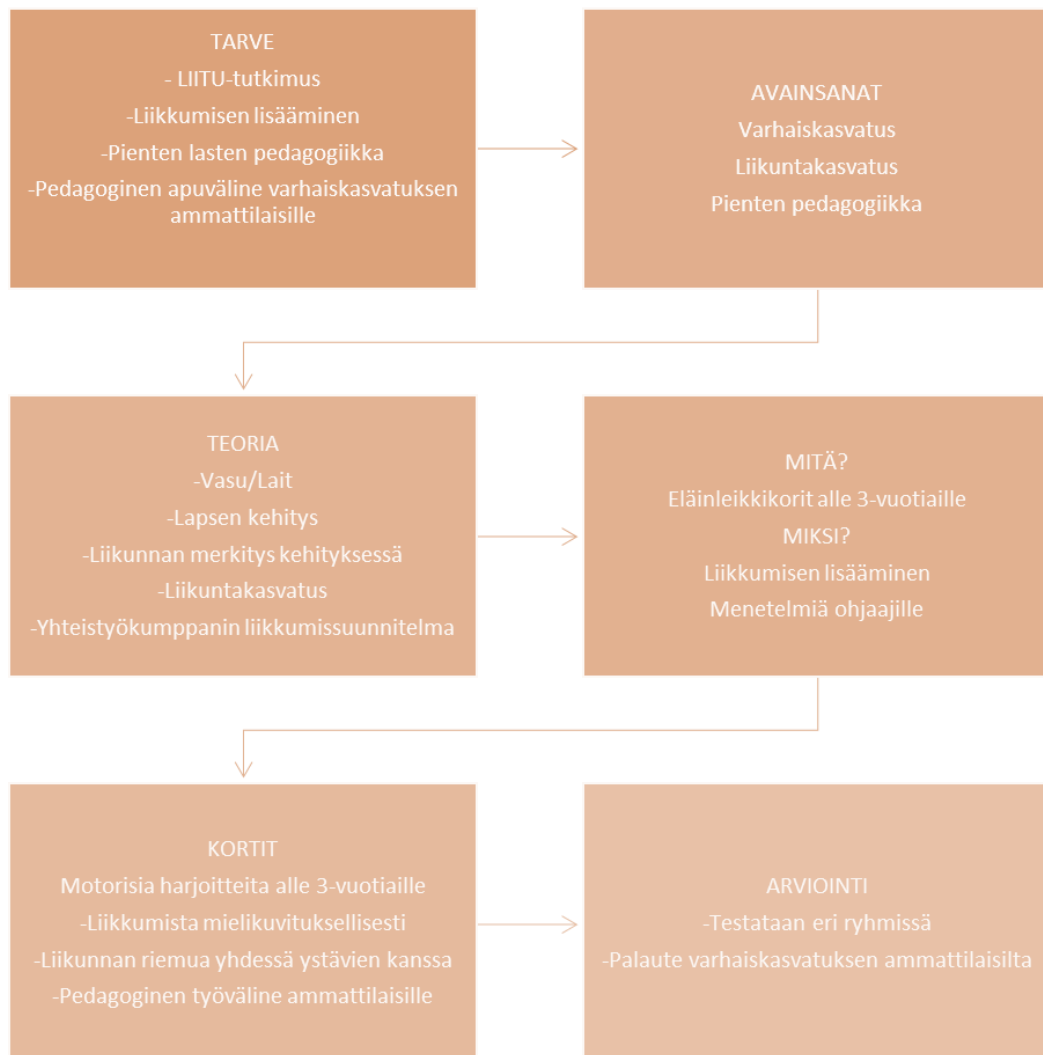 TARVE
- LIITU-tutkimus
-Liikkumisen lisääminen
-Pienten lasten pedagogiikka
-Pedagoginen apuväline varhaiskasvatuksen
ammattilaisille
AVAINSANAT
Varhaiskasvatus
Liikuntakasvatus
Pienten pedagogiikka
TEORIA
-Vasu/Lait
-Lapsen kehitys
-Liikunnan merkitys kehityksessä
-Liikuntakasvatus
-Yhteistyökumppanin liikkumissuunnitelma
MITÄ?
Eläinleikkikorit alle 3-vuotiaille
MIKSI?
Liikkumisen lisääminen
Menetelmiä ohjaajille
KORTIT
Motorisia harjoitteita alle 3-vuotiaille
-Liikkumista mielikuvituksellisesti
-Liikunnan riemua yhdessä ystävien kanssa
-Pedagoginen työväline ammattilaisille
ARVIOINTI
-Testataan eri ryhmissä
-Palaute varhaiskasvatuksen ammattilaisilta